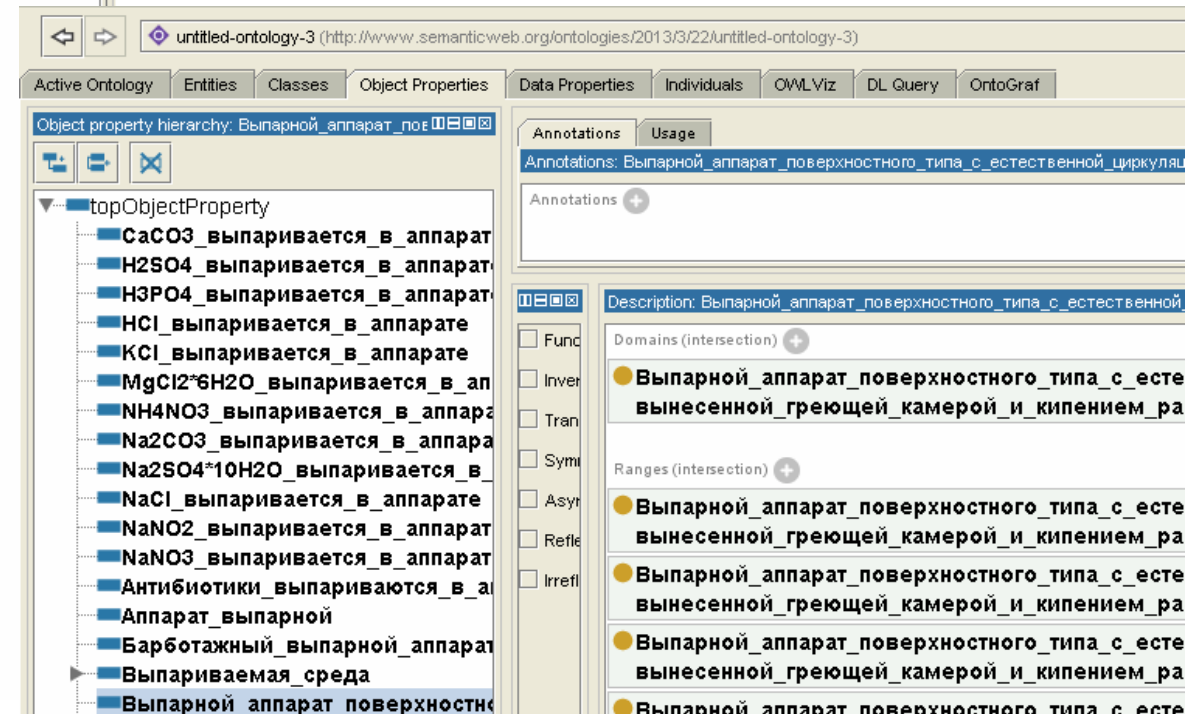 untitled-ontology-3 (http://www.semanticweb.org/ontologies/2013/3/22/untitled-ontology-3)
Active Ontology Entities Classes Object Properties Data Properties Individuals OWLViz DL Query OntoGraf
Object property hierarchy: Выпарной_аппарат_пов
topObjectProperty
CaCO3_выпаривается_в_аппарат
H2SO4_выпаривается_в_аппарат
H3PO4_выпаривается_в_аппарат
HCl_выпаривается_в_аппарате
KCl_выпаривается_в_аппарате
MgCl2*6H2O_выпаривается_в_ап
NH4NO3_выпаривается_в_аппара
Na2CO3_выпаривается_в_аппара
Na2SO4*10H2O_выпаривается_в_
NaCl_выпаривается_в_аппарате
NaNO2_выпаривается_в_аппарат
NaNO3_выпаривается_в_аппарат
Антибиотики_выпариваются_в_а
Аппарат_выпарной
Барботажный_выпарной_аппарат
Выпариваемая_среда
Выпарной_аппарат_поверхностно
Annotations Usage
Annotations: Выпарной_аппарат_поверхностного_типа_с_естественной_циркуляц
Annotations
Func
Inver
Tran
Symm
Asyr
Refle
Irrefl
Description: Выпарной_аппарат_поверхностного_типа_с_естественной_
Domains (intersection)
Выпарной_аппарат_поверхностного_типа_с_есте
вынесенной_греющей_камерой_и_кипением_ра
Ranges (intersection)
Выпарной_аппарат_поверхностного_типа_с_есте
вынесенной_греющей_камерой_и_кипением_ра
Выпарной_аппарат_поверхностного_типа_с_есте
вынесенной_греющей_камерой_и_кипением_ра
Выпарной_аппарат_поверхностного_типа_с_есте
вынесенной_греющей_камерой_и_кипением_ра
Выпарной_аппарат_поверхностного_типа_с_есте